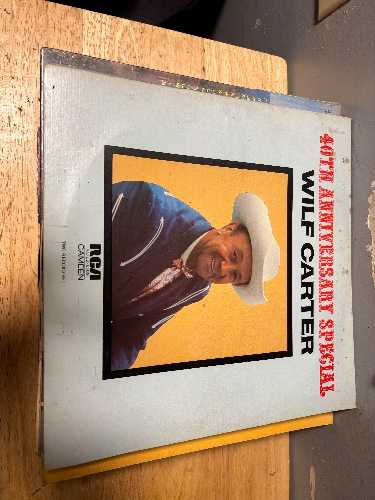 40TH ANNIVERSARY SPECIAL
WILF CARTER
RCA
CAMDEN